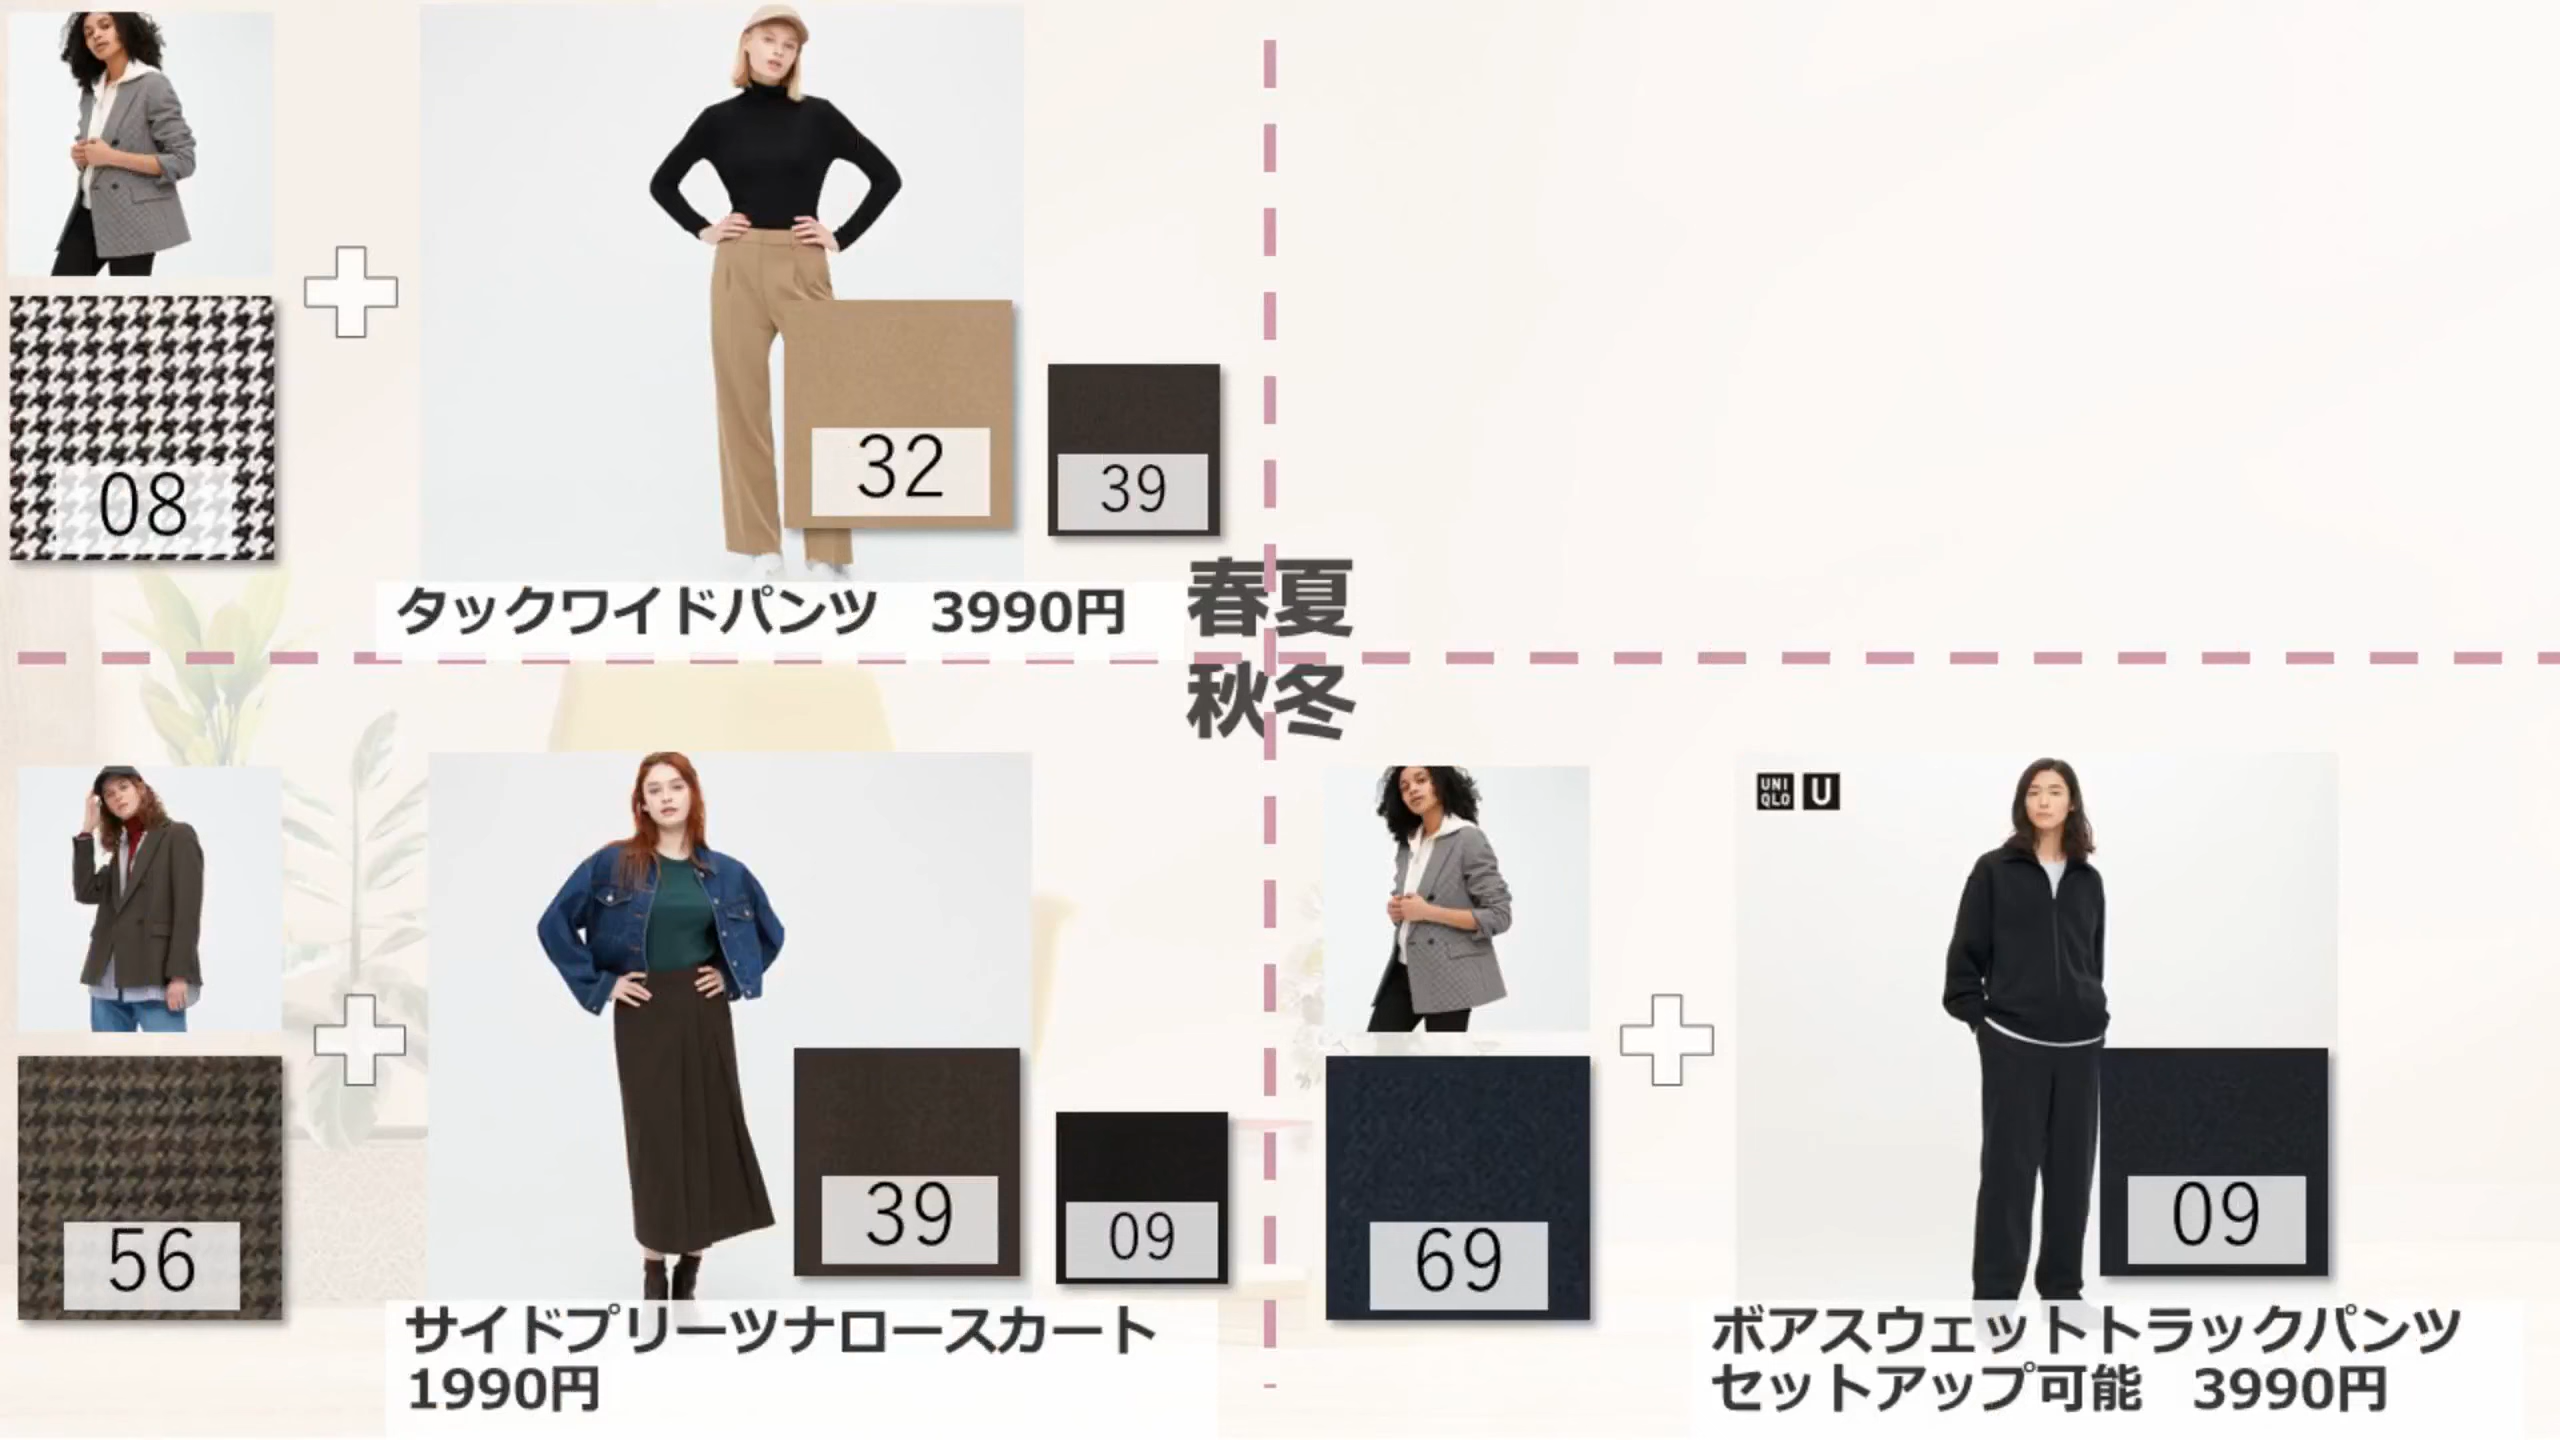 08
32
39
タックワイドパンツ　3990円
春夏
秋冬
56
39
09
サイドプリーツナロースカート
1990円
UNI
QLO
U
69
09
ボアスウェットトラックパンツ
セットアップ可能　3990円